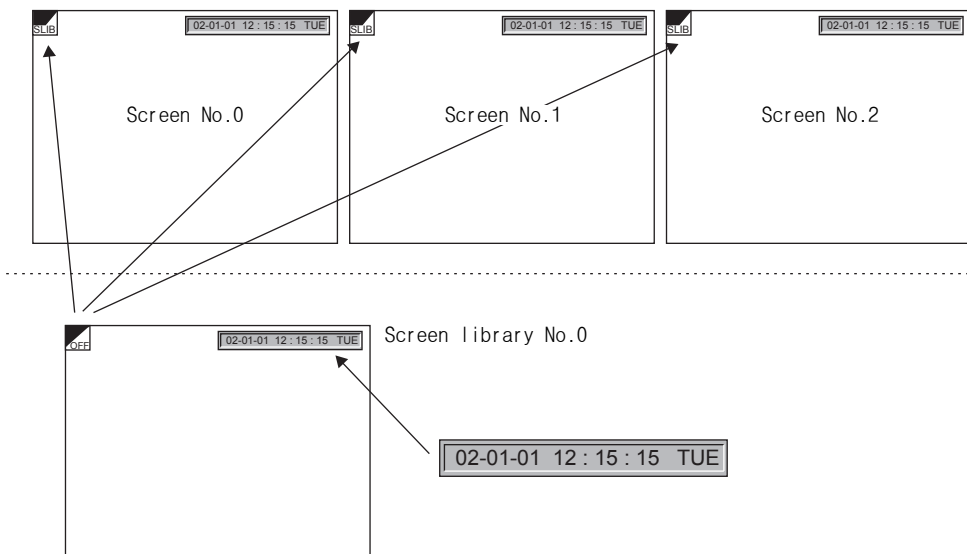 SLIB 02-01-01 12 : 15 : 15 TUE
SLIB 02-01-01 12 : 15 : 15 TUE
SLIB 02-01-01 12 : 15 : 15 TUE
Screen No.0
Screen No.1
Screen No.2
OFF 02-01-01 12 : 15 : 15 TUE
Screen library No.0
02-01-01 12 : 15 : 15 TUE